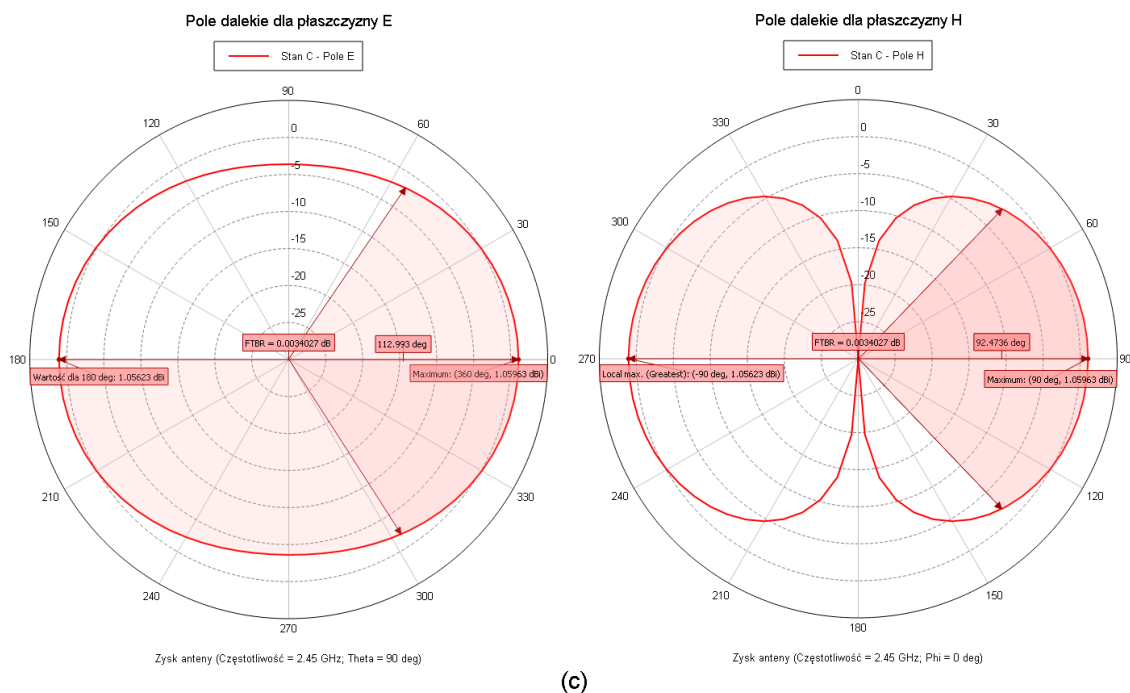 Pole dalekie dla płaszczyzny E
Stan C - Pole E
90
120
60
150
30
180
0
210
330
240
300
270
0
-5
-10
-15
-20
-25
FTBR = 0.0034027 dB
112.993 deg
Wartość dla 180 deg: 1.05623 dBi
Maximum: (360 deg, 1.05963 dBi)
Zysk anteny (Częstotliwość = 2.45 GHz; Theta = 90 deg)
Pole dalekie dla płaszczyzny H
Stan C - Pole H
0
330
30
300
60
270
90
240
120
210
150
180
0
-5
-10
-15
-20
-25
FTBR = 0.0034027 dB
92.4736 deg
Local max. (Greatest): (-90 deg, 1.05623 dBi)
Maximum: (90 deg, 1.05963 dBi)
Zysk anteny (Częstotliwość = 2.45 GHz; Phi = 0 deg)
(c)